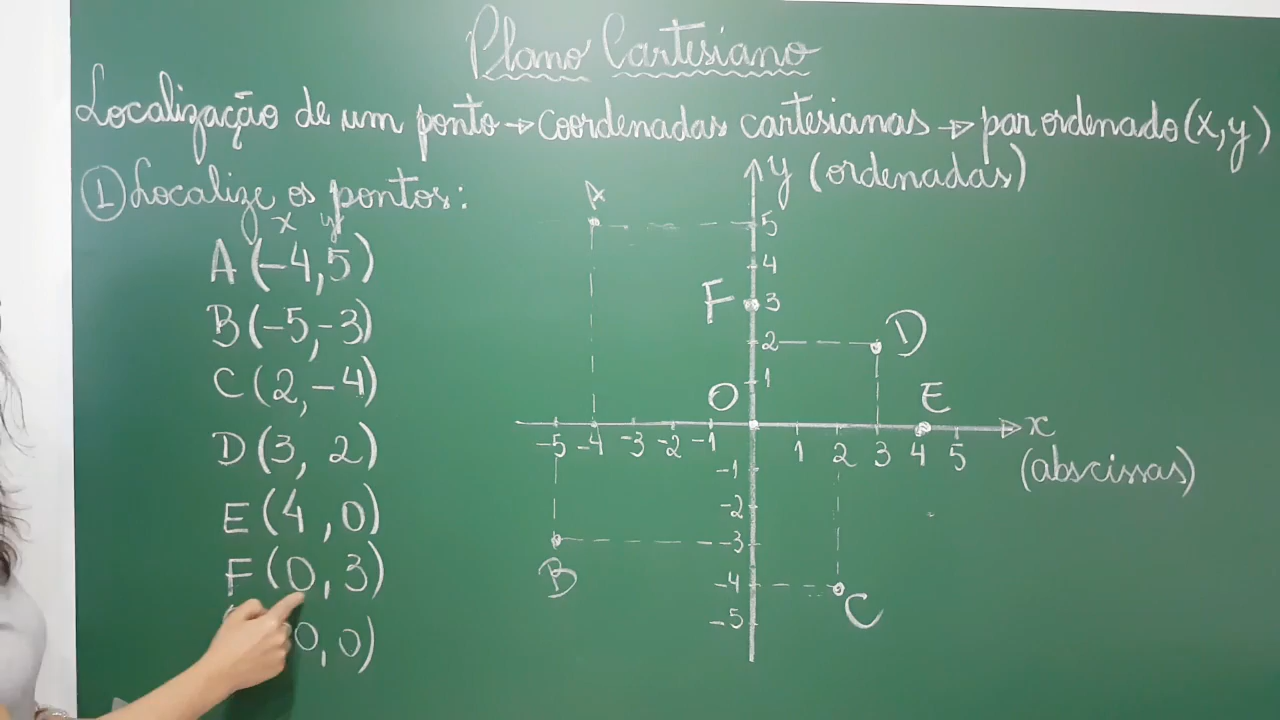 Plano Cartesiano
Localização de um ponto → coordenadas cartesianas → par ordenado (x, y)
① Localize os pontos:
x y
A (-4, 5)
B (-5, -3)
C (2, -4)
D (3, 2)
E (4, 0)
F (0, 3)
0, 0)
y (ordenadas)
A
5
4
F 3
2 D
1
O E
-5 -4 -3 -2 -1 1 2 3 4 5 x
(abscissas)
-1
-2
-3
B
-4 C
-5